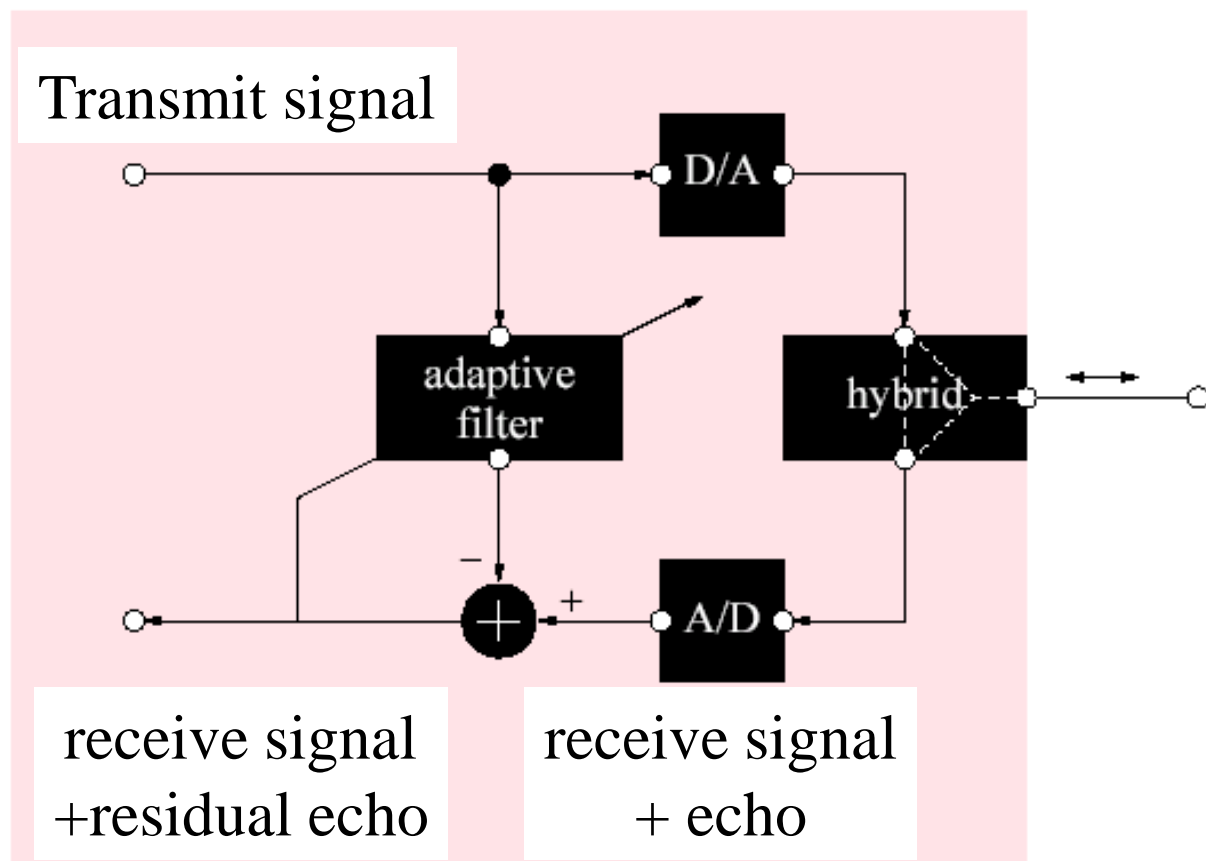 Transmit signal
D/A
adaptive
filter
hybrid
−
+
+
A/D
receive signal
+residual echo
receive signal
+ echo